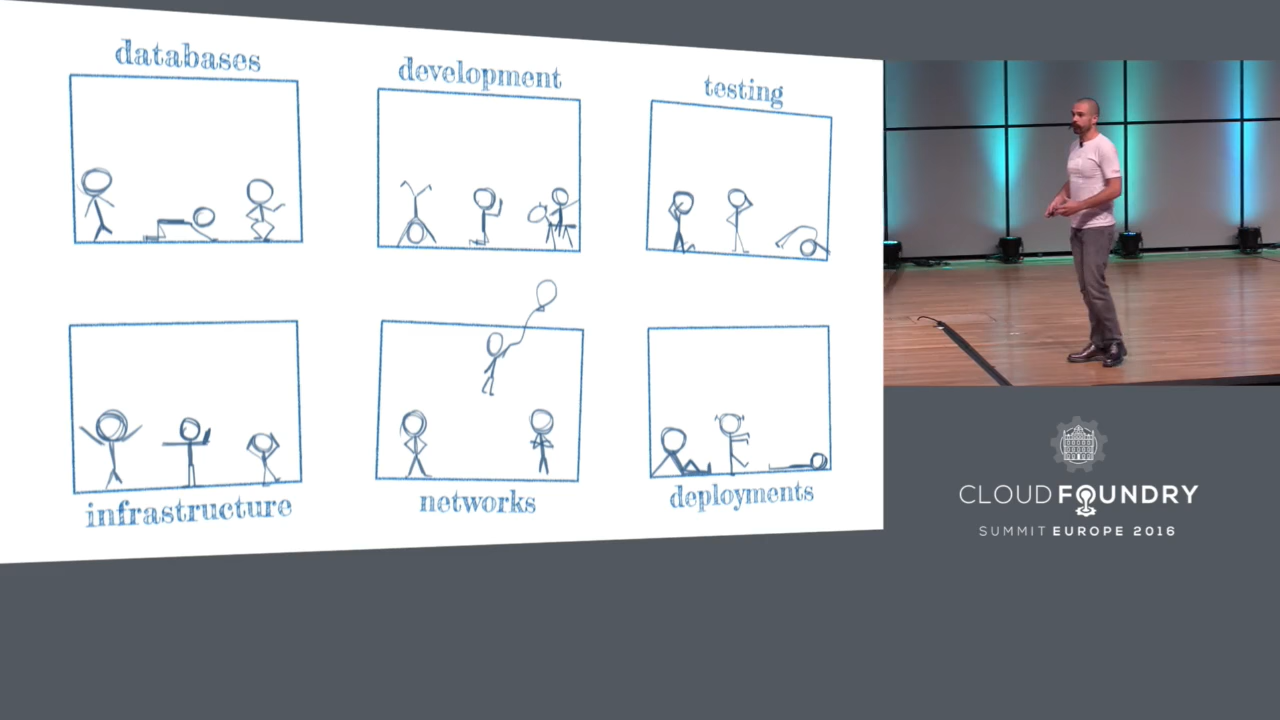 databases
development
testing
infrastructure
networks
deployments
CLOUD FOUNDRY
SUMMIT EUROPE 2016